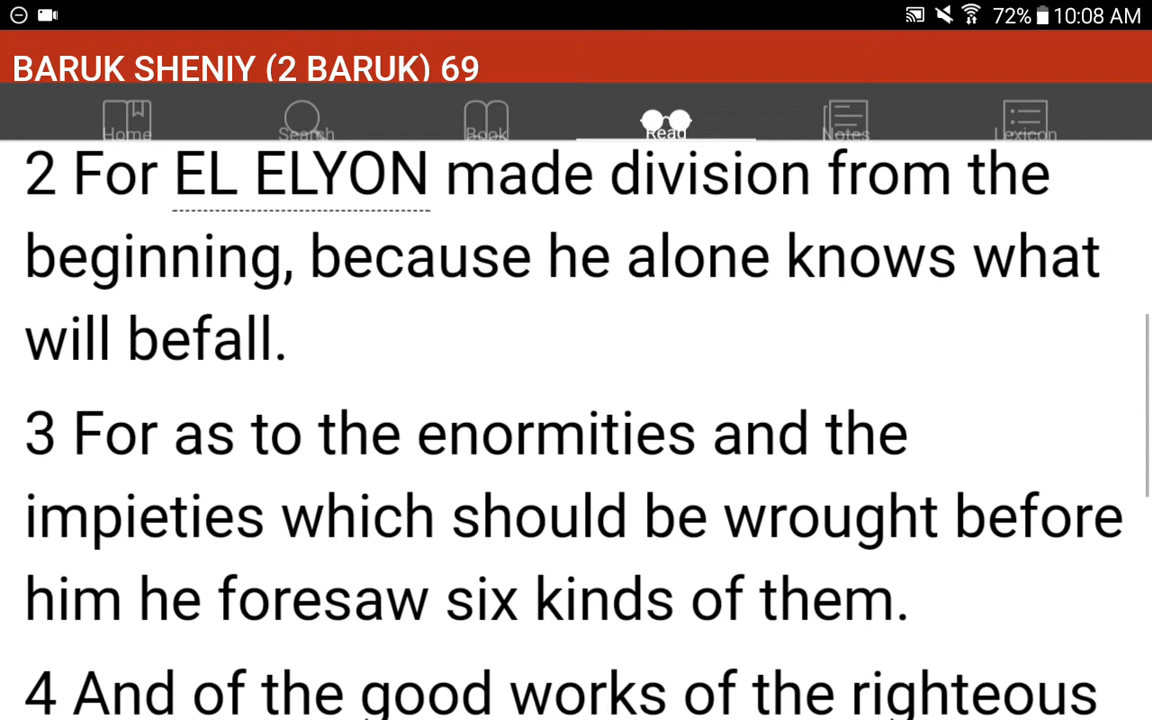 72% 10:08 AM
BARUK SHENIY (2 BARUK) 69
Home Search Book Read Notes Lexicon
2 For EL ELYON made division from the
beginning, because he alone knows what
will befall.
3 For as to the enormities and the
impieties which should be wrought before
him he foresaw six kinds of them.
4 And of the good works of the righteous